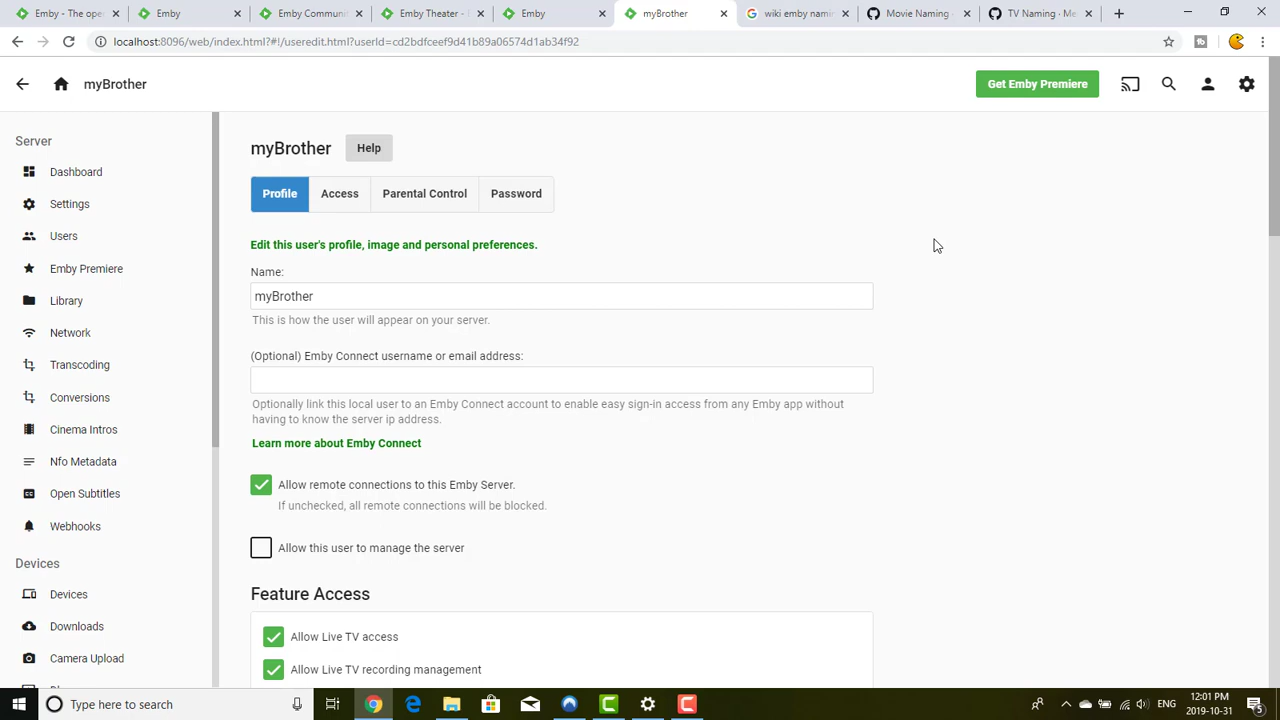 Emby - The ope
Emby
Emby Commun
Emby Theater -
Emby
myBrother
wiki emby nami
Movie Naming
TV Naming · Me
localhost:8096/web/index.html?#!/useredit.html?userId=cd2bdfceef9d41b89a06574d1ab34f92
myBrother
Get Emby Premiere
Server
Dashboard
Settings
Users
Emby Premiere
Library
Network
Transcoding
Conversions
Cinema Intros
Nfo Metadata
Open Subtitles
Webhooks
Devices
Devices
Downloads
Camera Upload
myBrother
Help
Profile
Access
Parental Control
Password
Edit this user's profile, image and personal preferences.
Name:
myBrother
This is how the user will appear on your server.
(Optional) Emby Connect username or email address:
Optionally link this local user to an Emby Connect account to enable easy sign-in access from any Emby app without
having to know the server ip address.
Learn more about Emby Connect
Allow remote connections to this Emby Server.
If unchecked, all remote connections will be blocked.
Allow this user to manage the server
Feature Access
Allow Live TV access
Allow Live TV recording management
Type here to search
ENG
12:01 PM
2019-10-31
5